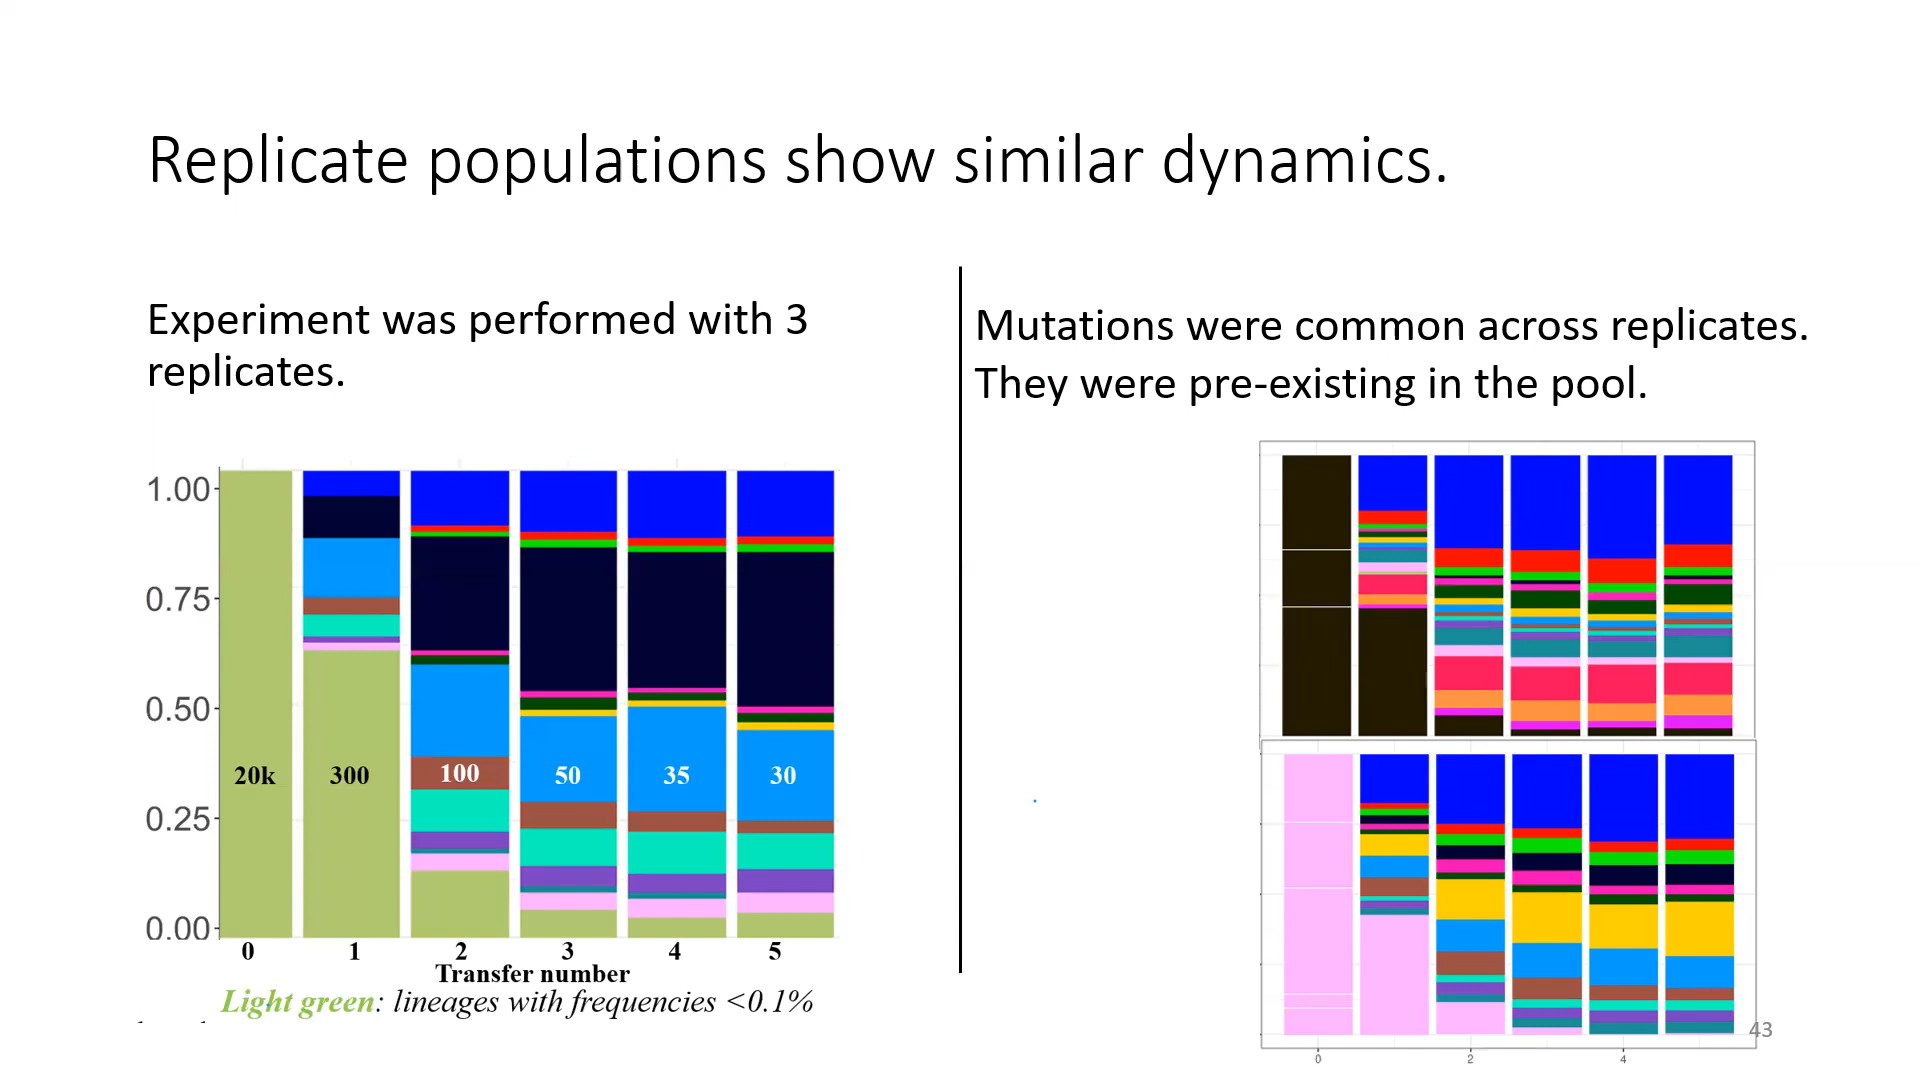 Replicate populations show similar dynamics.
Experiment was performed with 3
replicates.
Mutations were common across replicates.
They were pre-existing in the pool.
1.00
0.75
0.50
0.25
0.00
20k
300
100
50
35
30
0 1 2 3 4 5
Transfer number
Light green: lineages with frequencies <0.1%
0 2 4
43